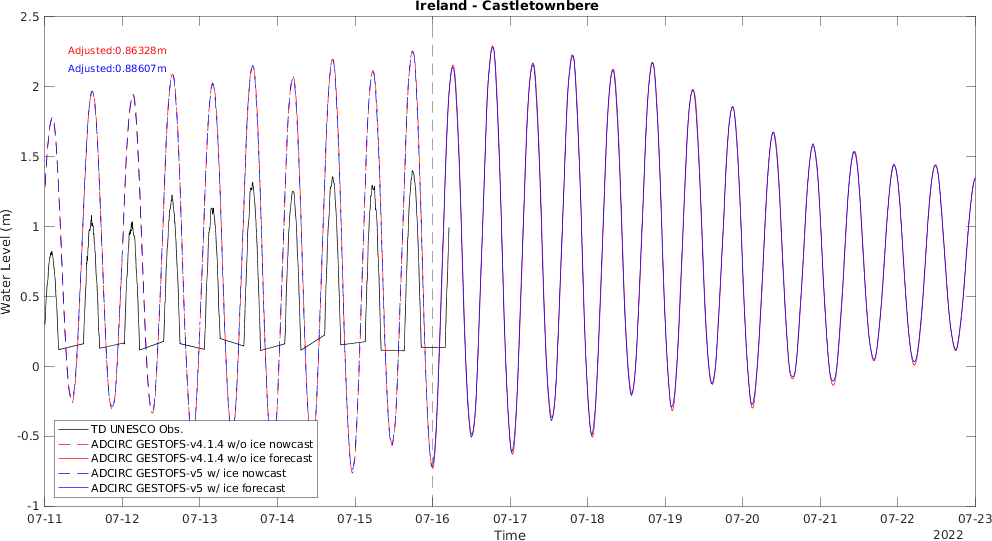 Ireland - Castletownbere
2.5
2
1.5
1
0.5
0
-0.5
-1
Water Level (m)
Adjusted:0.86328m
Adjusted:0.88607m
TD UNESCO Obs.
ADCIRC GESTOFS-v4.1.4 w/o ice nowcast
ADCIRC GESTOFS-v4.1.4 w/o ice forecast
ADCIRC GESTOFS-v5 w/ ice nowcast
ADCIRC GESTOFS-v5 w/ ice forecast
07-11 07-12 07-13 07-14 07-15 07-16 07-17 07-18 07-19 07-20 07-21 07-22 07-23
Time
2022